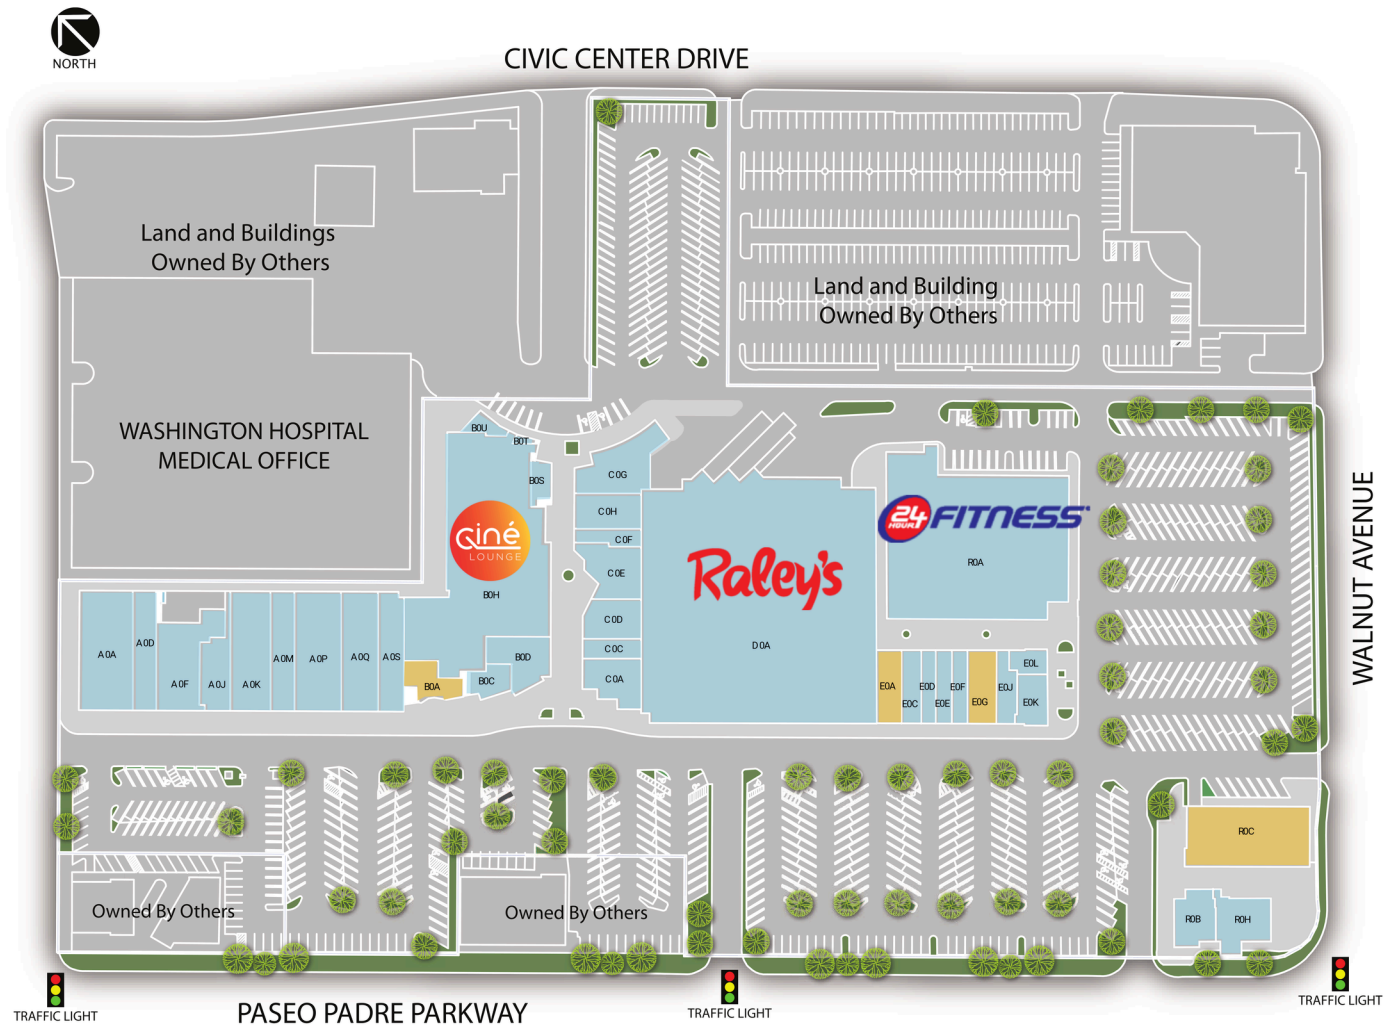 NORTH
CIVIC CENTER DRIVE
Land and Buildings
Owned By Others
Land and Building
Owned By Others
WASHINGTON HOSPITAL
MEDICAL OFFICE
WALNUT AVENUE
B0U
B0T
B0S
Ciné
LOUNGE
B0H
C0G
C0H
C0F
C0E
C0D
C0C
C0A
Raley's
D0A
24
HOUR
FITNESS
R0A
A0A
A0D
A0F
A0J
A0K
A0M
A0P
A0Q
A0S
B0A
B0C
B0D
E0A
E0C
E0D
E0E
E0F
E0G
E0J
E0L
E0K
R0C
R0B
R0H
Owned By Others
Owned By Others
TRAFFIC LIGHT
PASEO PADRE PARKWAY
TRAFFIC LIGHT
TRAFFIC LIGHT